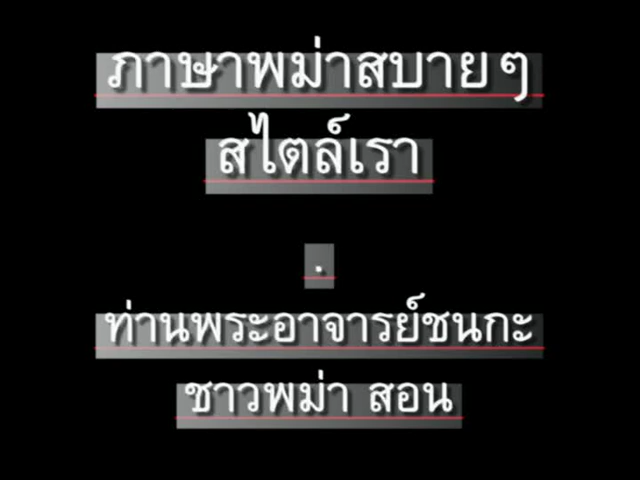 ภาษาพม่าสบายๆ
สไตล์เรา
.
ท่านพระอาจารย์ชนกะ
ชาวพม่า สอน